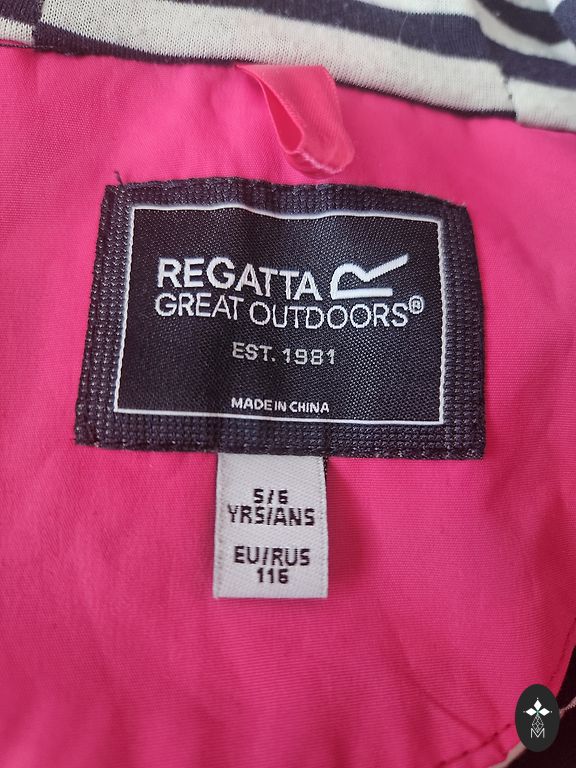 REGATTA
GREAT OUTDOORS®
EST. 1981
MADE IN CHINA
5/6
YRS/ANS
EU/RUS
116
M